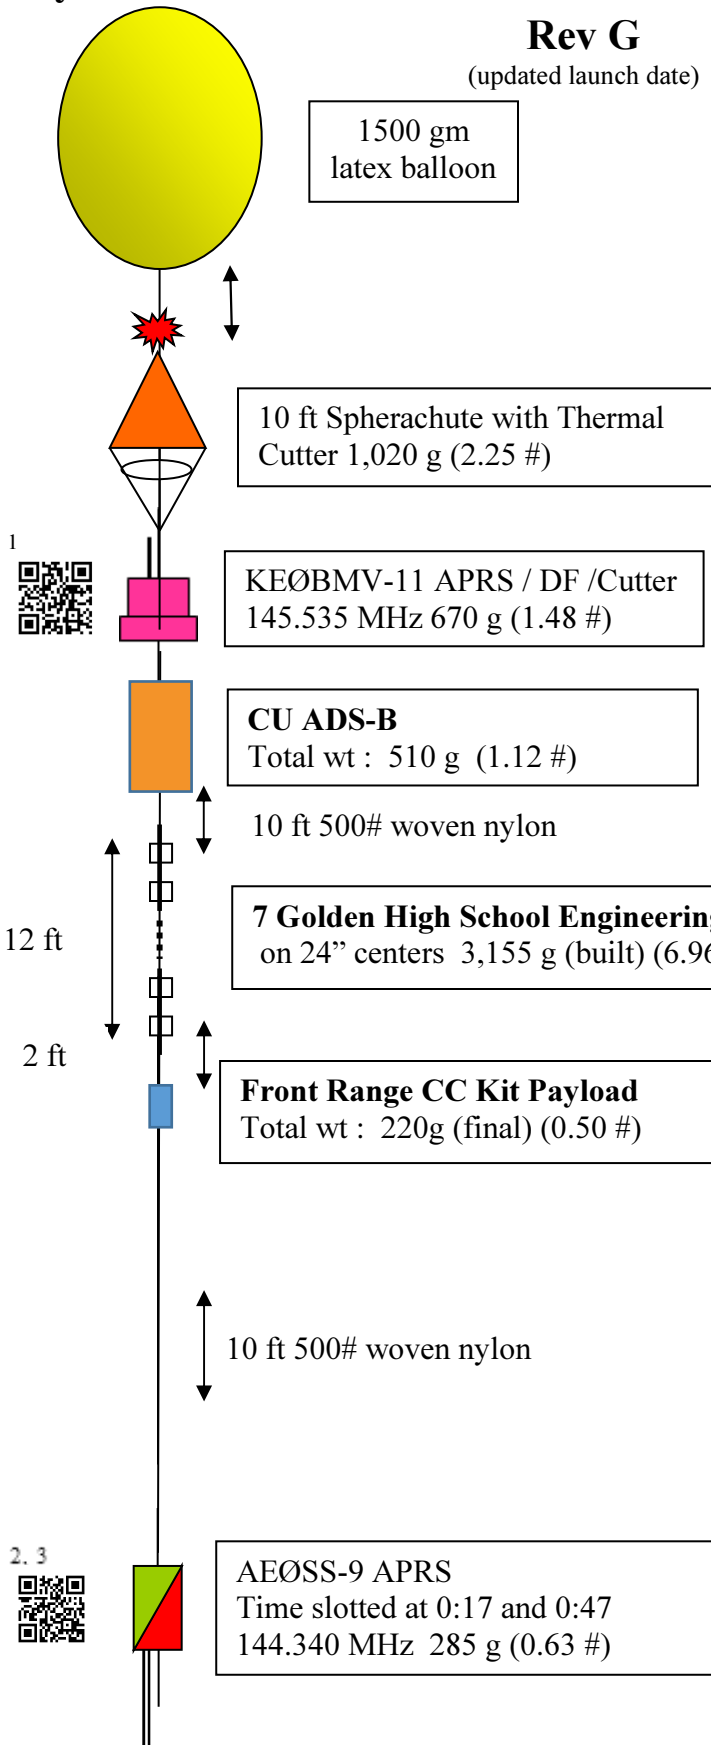 Rev G
(updated launch date)
1500 gm
latex balloon
10 ft Spherachute with Thermal
Cutter 1,020 g (2.25 #)
1
KEØBMV-11 APRS / DF /Cutter
145.535 MHz 670 g (1.48 #)
CU ADS-B
Total wt : 510 g (1.12 #)
10 ft 500# woven nylon
12 ft
7 Golden High School Engineering
on 24” centers 3,155 g (built) (6.96
2 ft
Front Range CC Kit Payload
Total wt : 220g (final) (0.50 #)
10 ft 500# woven nylon
2, 3
AEØSS-9 APRS
Time slotted at 0:17 and 0:47
144.340 MHz 285 g (0.63 #)